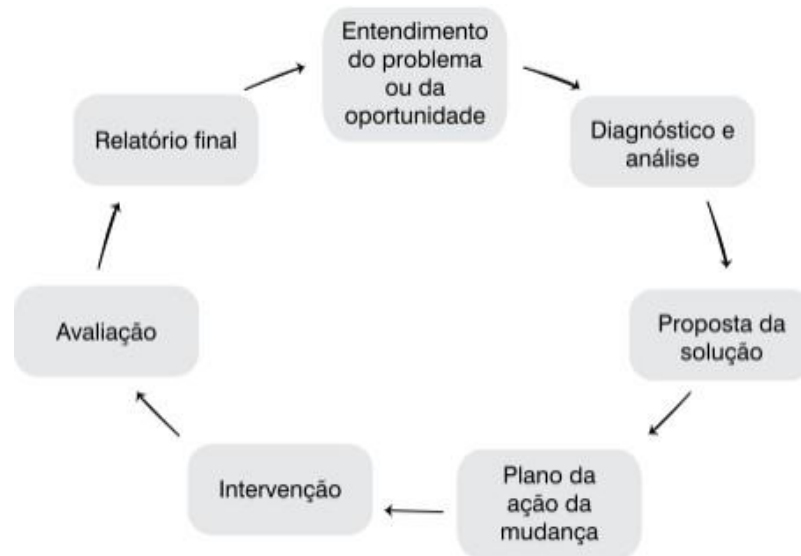 Entendimento
do problema
ou da
oportunidade
Diagnóstico e
análise
Proposta da
solução
Plano da
ação da
mudança
Intervenção
Avaliação
Relatório final